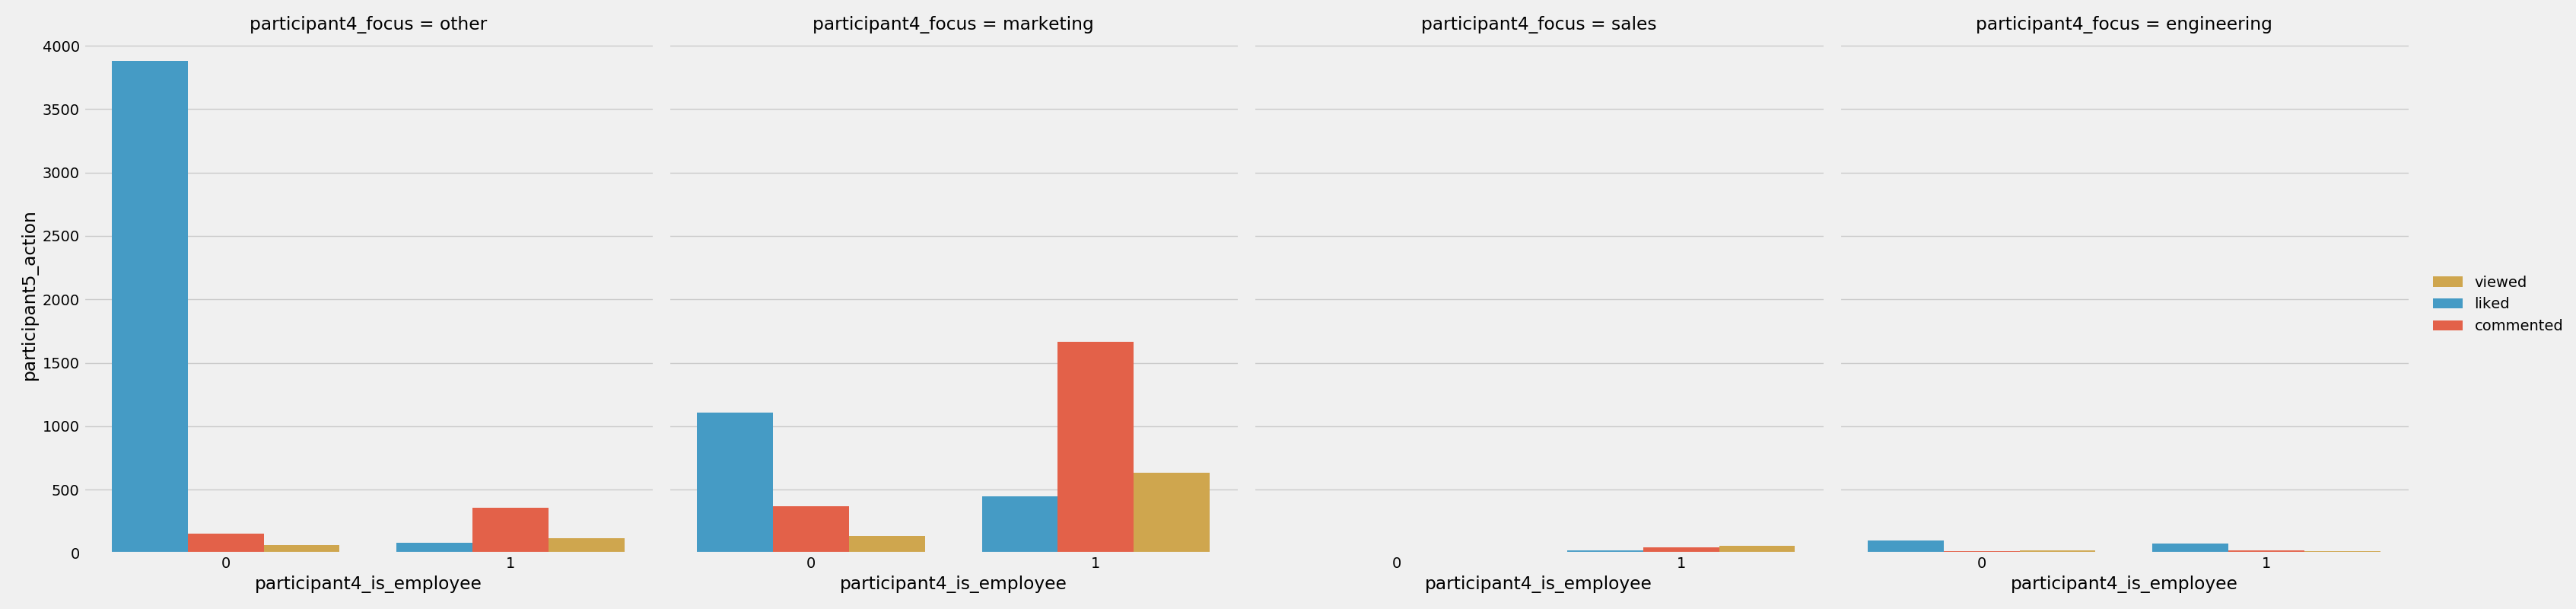 participant4_focus = other
participant4_focus = marketing
participant4_focus = sales
participant4_focus = engineering
4000
3500
3000
2500
2000
1500
1000
500
0
participant5_action
0 1
0 1
0 1
0 1
participant4_is_employee
participant4_is_employee
participant4_is_employee
participant4_is_employee
viewed
liked
commented